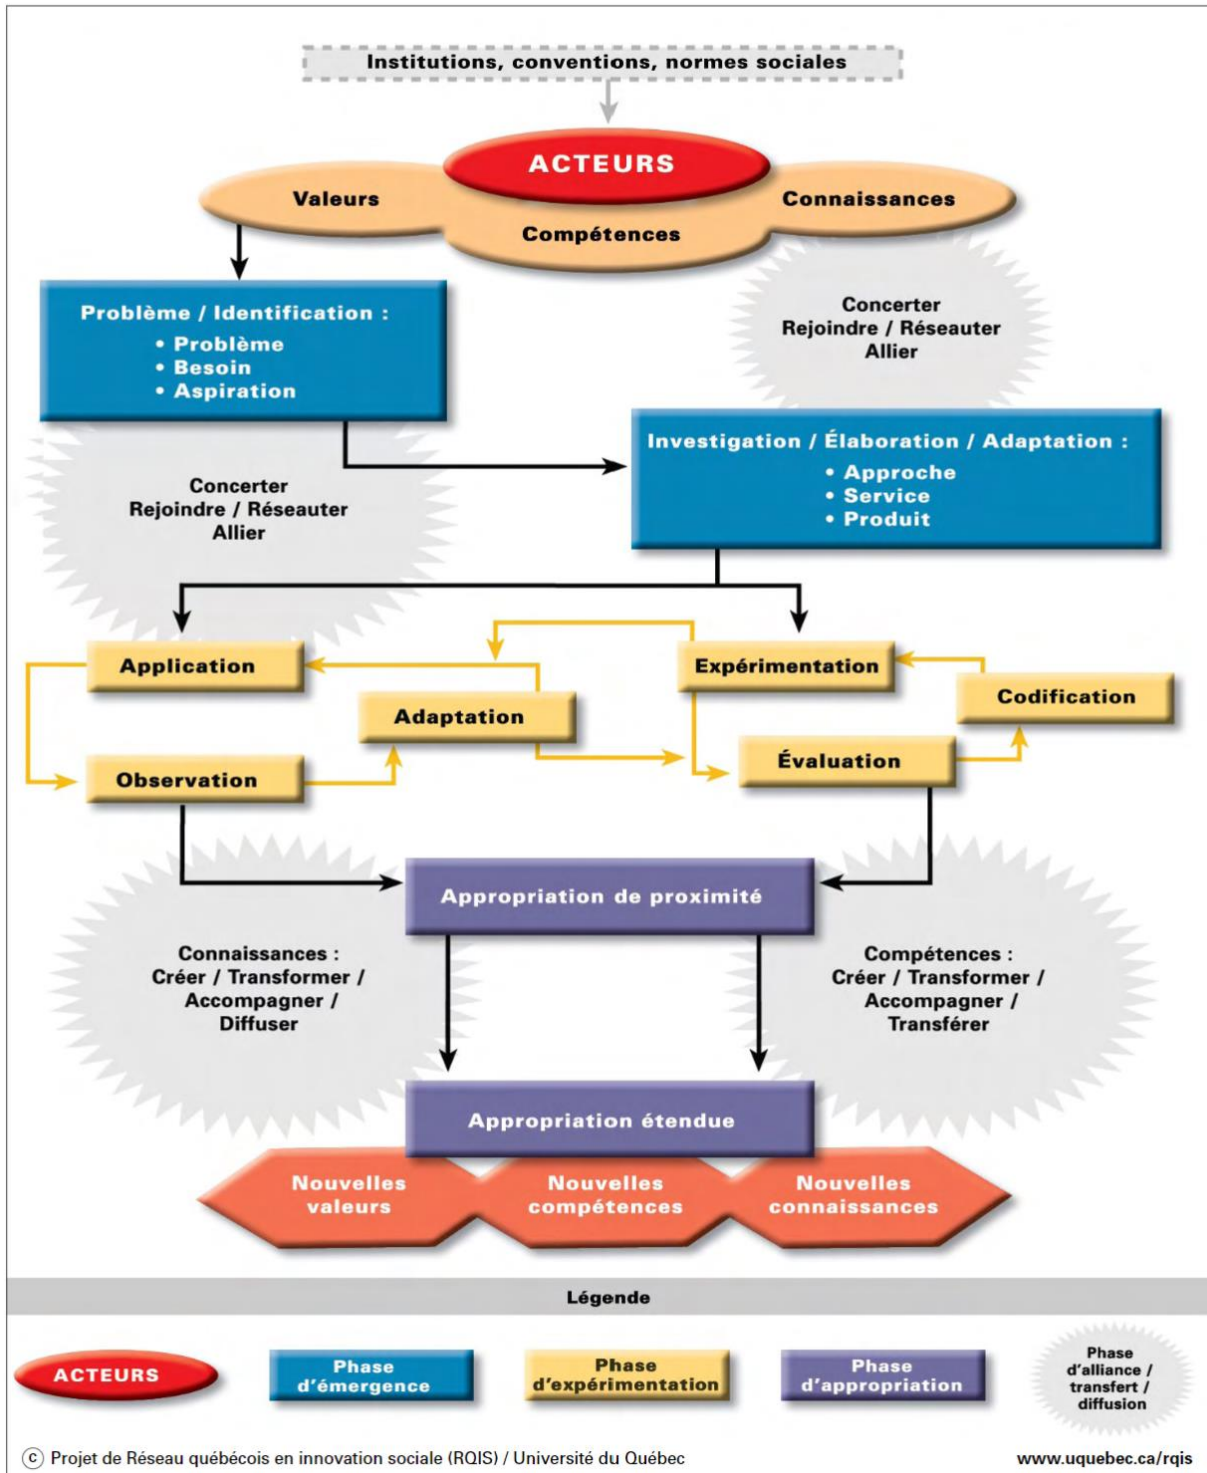 Institutions, conventions, normes sociales
ACTEURS
Valeurs
Connaissances
Compétences
Problème / Identification :
• Problème
• Besoin
• Aspiration
Concerter
Rejoindre / Réseauter
Allier
Investigation / Élaboration / Adaptation :
• Approche
• Service
• Produit
Concerter
Rejoindre / Réseauter
Allier
Application
Expérimentation
Codification
Adaptation
Évaluation
Observation
Appropriation de proximité
Connaissances :
Créer / Transformer /
Accompagner /
Diffuser
Compétences :
Créer / Transformer /
Accompagner /
Transférer
Appropriation étendue
Nouvelles
valeurs
Nouvelles
compétences
Nouvelles
connaissances
Légende
ACTEURS
Phase
d'émergence
Phase
d'expérimentation
Phase
d'appropriation
Phase
d'alliance /
transfert /
diffusion
© Projet de Réseau québécois en innovation sociale (RQIS) / Université du Québec
www.uquebec.ca/rqis